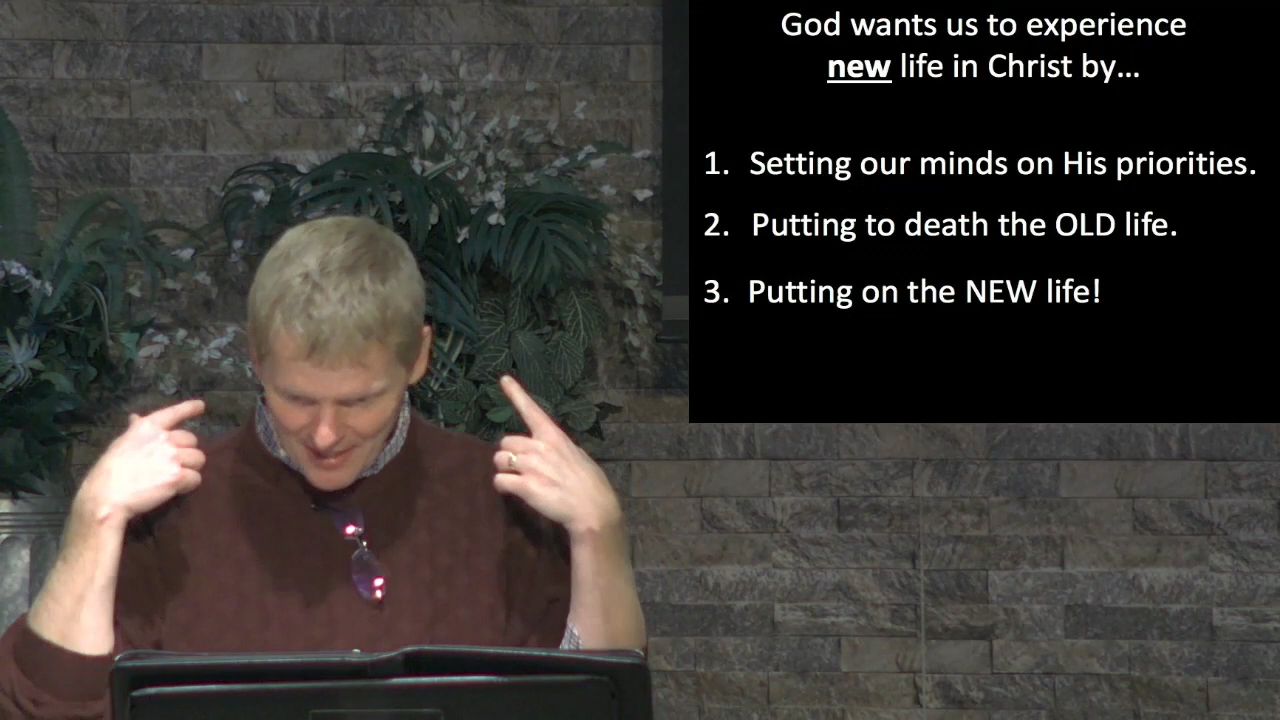 God wants us to experience
new life in Christ by...
1. Setting our minds on His priorities.
2. Putting to death the OLD life.
3. Putting on the NEW life!